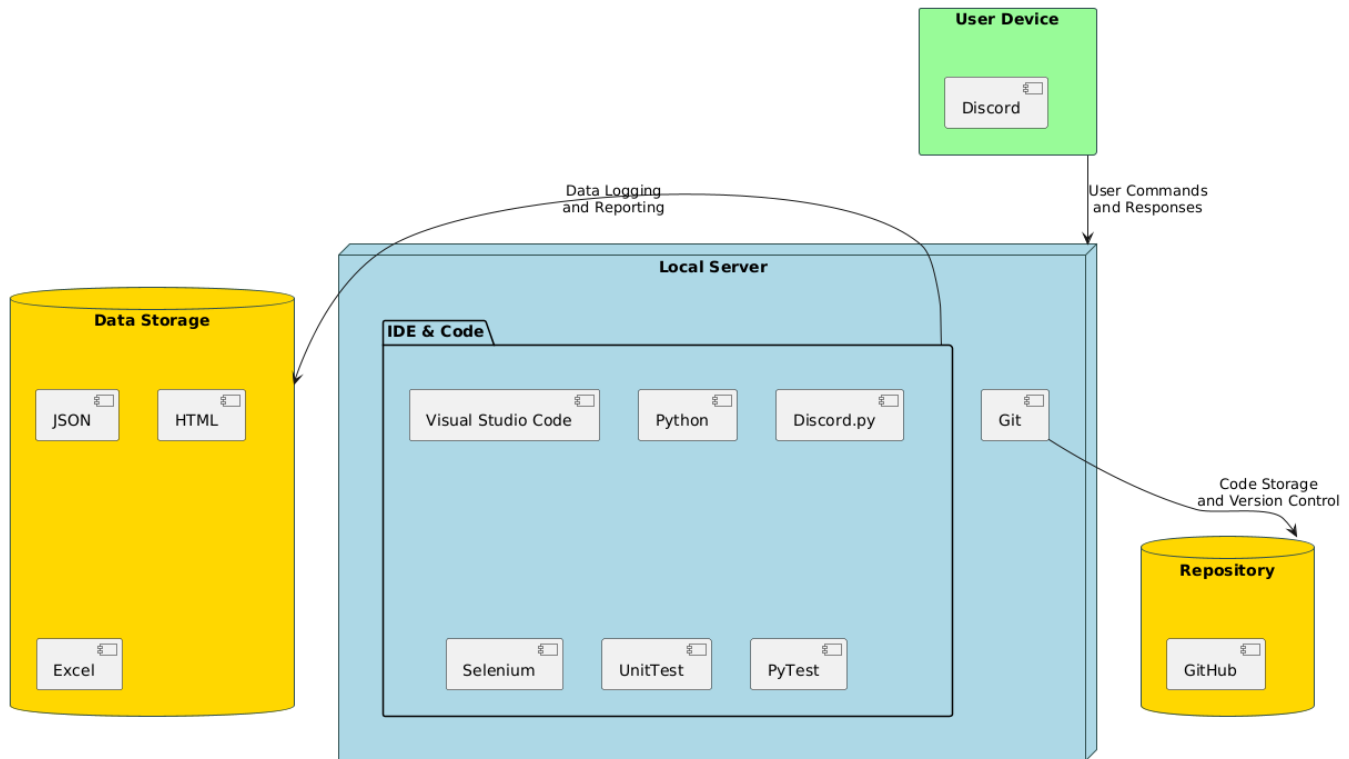 User Device
Discord
Data Logging
and Reporting
User Commands
and Responses
Local Server
Data Storage
IDE & Code
JSON
HTML
Visual Studio Code
Python
Discord.py
Git
Code Storage
and Version Control
Repository
Excel
Selenium
UnitTest
PyTest
GitHub